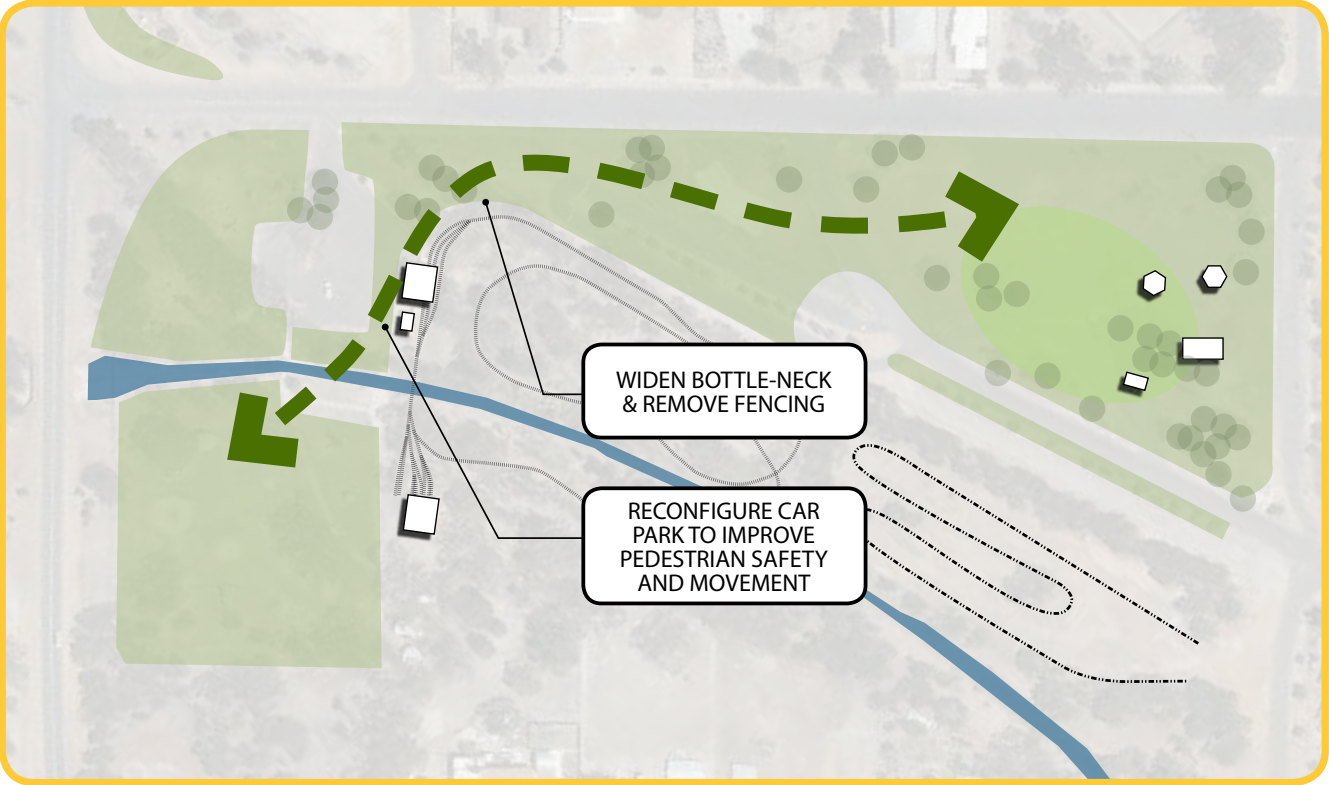 WIDEN BOTTLE-NECK
& REMOVE FENCING
RECONFIGURE CAR
PARK TO IMPROVE
PEDESTRIAN SAFETY
AND MOVEMENT